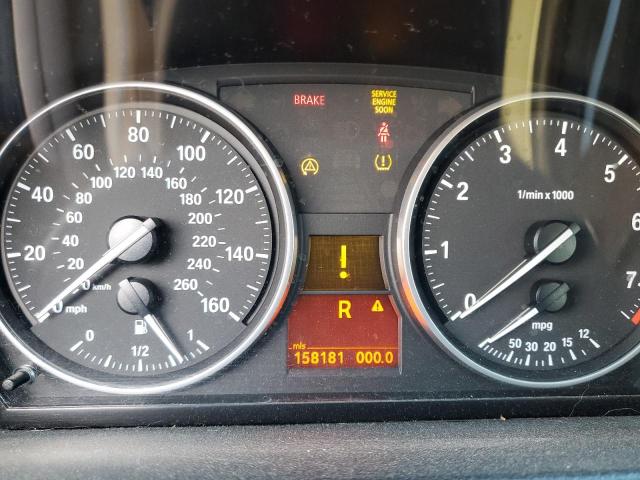 BRAKE
SERVICE
ENGINE
SOON
0 20 40 60 80 100 120 140 160
mph
0 20 40 60 80 100 120 140 160 180 200 220 240 260
km/h
0 1/2 1
!
R
mls
158181 000.0
0 1 2 3 4 5 6 7
1/min x 1000
mpg
50 30 20 15 12